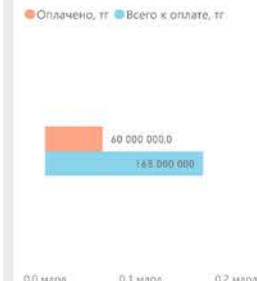 Оплачено, тг Всего к оплате, тг
60 000 000,0
165 000 000
0,0 млрд 0,1 млрд 0,2 млрд